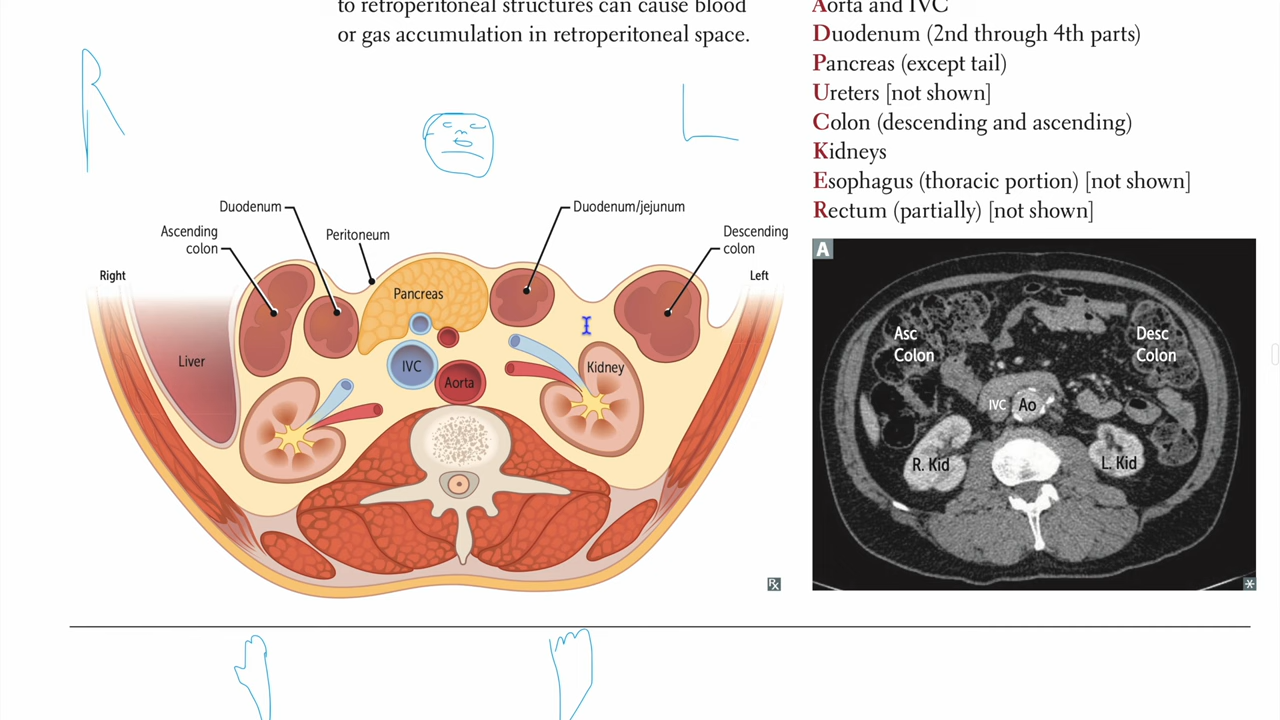 to retroperitoneal structures can cause blood
or gas accumulation in retroperitoneal space.
Aorta and IVC
Duodenum (2nd through 4th parts)
Pancreas (except tail)
Ureters [not shown]
Colon (descending and ascending)
Kidneys
Esophagus (thoracic portion) [not shown]
Rectum (partially) [not shown]
R
L
Duodenum
Duodenum/jejunum
Ascending
colon
Peritoneum
Descending
colon
Right
Left
Pancreas
Liver
IVC
Aorta
Kidney
Rx
A
Asc
Colon
Desc
Colon
IVC
Ao
R. Kid
L. Kid
*